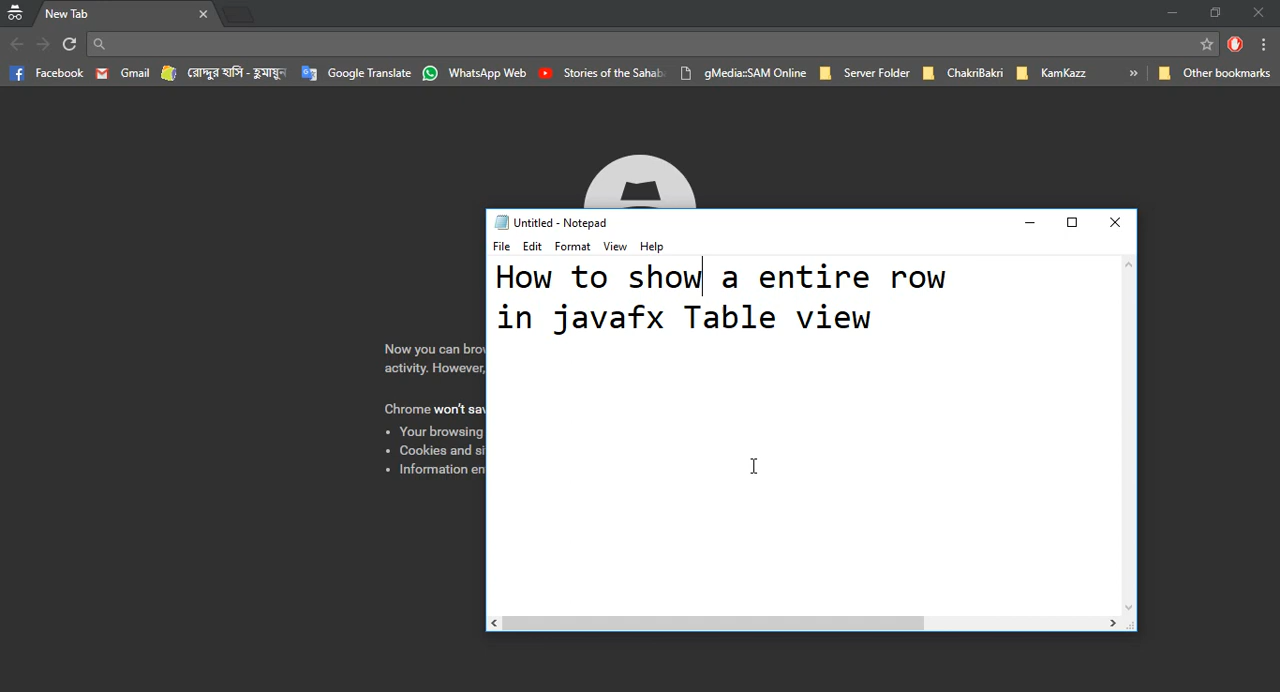 New Tab
Facebook Gmail রোদ্দুর হাসি - হুমায়ূন Google Translate WhatsApp Web Stories of the Sahab gMedia::SAM Online Server Folder ChakriBakri KamKazz » Other bookmarks
Untitled - Notepad
File Edit Format View Help
How to show a entire row
in javafx Table view
Now you can brow
activity. However,
Chrome won't sav
• Your browsing
• Cookies and si
• Information en